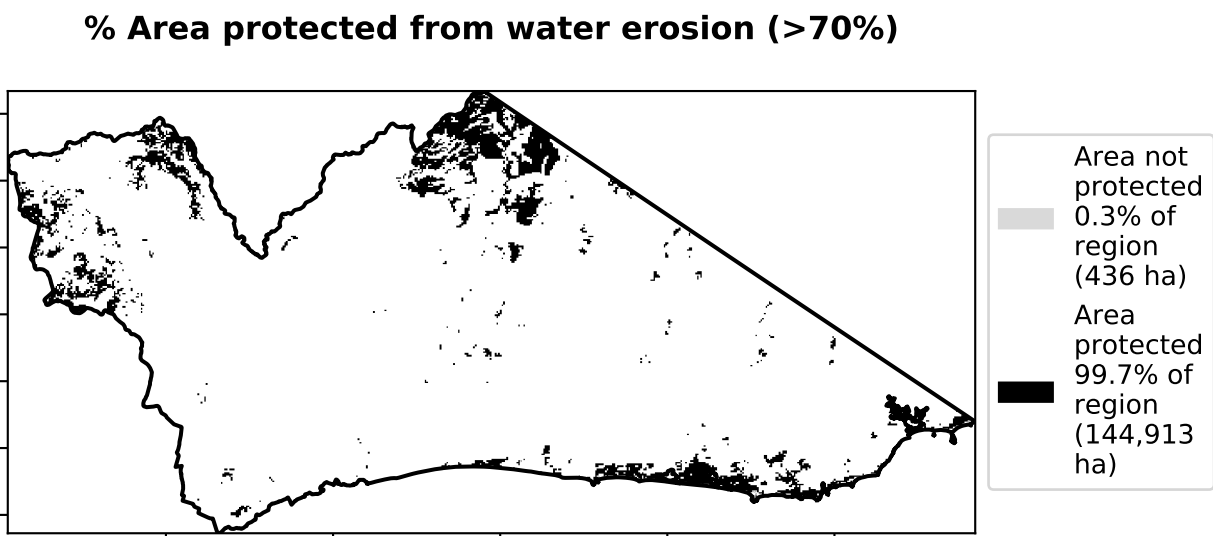 % Area protected from water erosion (>70%)
Area not
protected
0.3% of
region
(436 ha)
Area
protected
99.7% of
region
(144,913
ha)